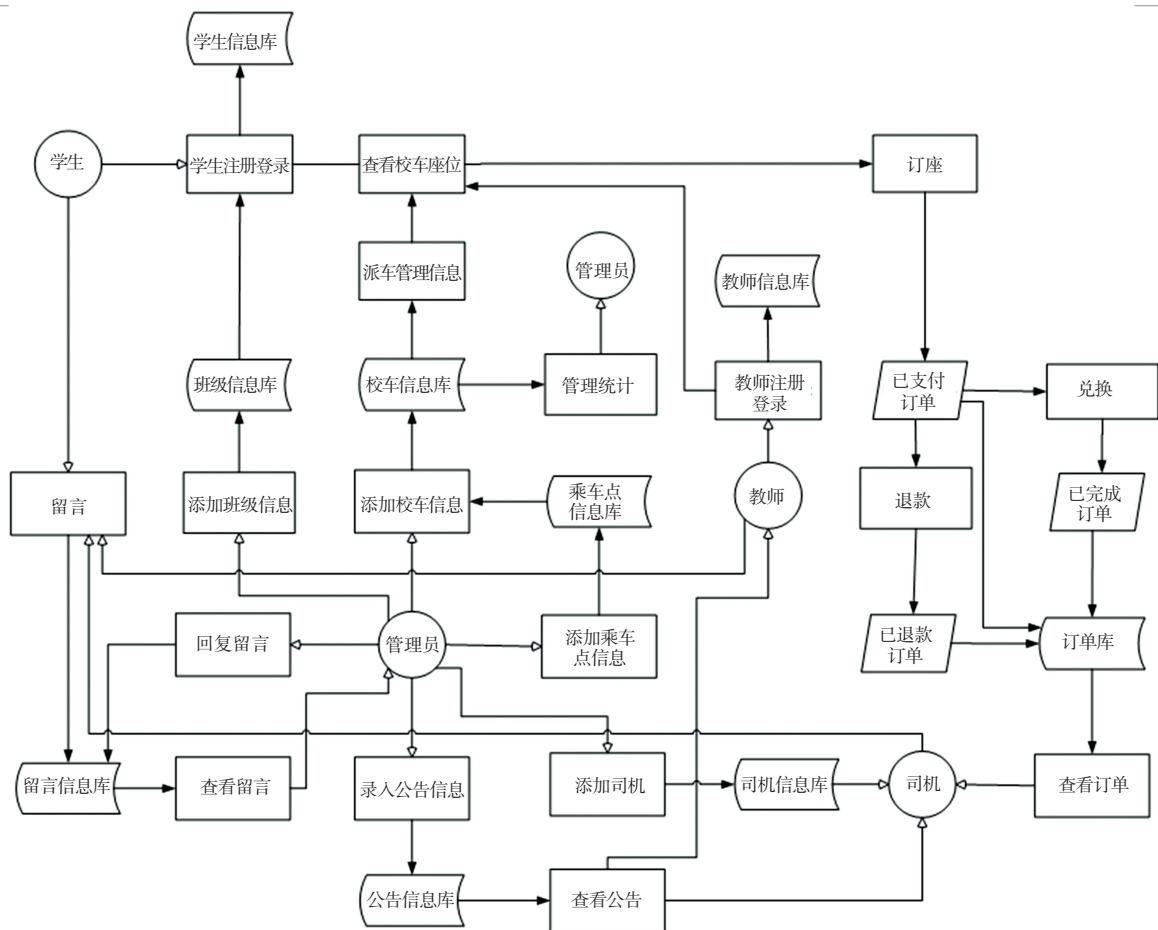 学生信息库
学生
学生注册登录
查看校车座位
订座
派车管理信息
管理员
教师信息库
班级信息库
校车信息库
管理统计
教师注册
登录
已支付
订单
兑换
留言
添加班级信息
添加校车信息
乘车点
信息库
教师
退款
已完成
订单
回复留言
管理员
添加乘车
点信息
已退款
订单
订单库
留言信息库
查看留言
录入公告信息
添加司机
司机信息库
司机
查看订单
公告信息库
查看公告